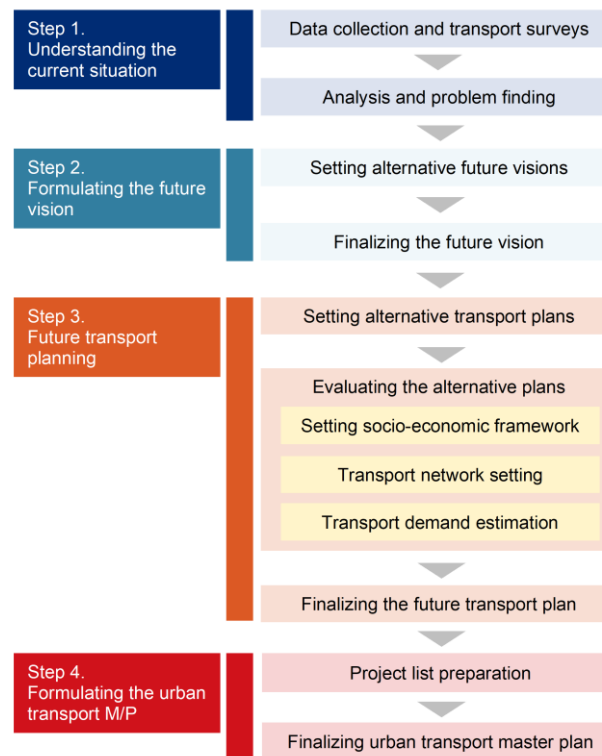 Step 1.
Understanding the
current situation
Data collection and transport surveys
Analysis and problem finding
Step 2.
Formulating the future
vision
Setting alternative future visions
Finalizing the future vision
Step 3.
Future transport
planning
Setting alternative transport plans
Evaluating the alternative plans
Setting socio-economic framework
Transport network setting
Transport demand estimation
Finalizing the future transport plan
Step 4.
Formulating the urban
transport M/P
Project list preparation
Finalizing urban transport master plan